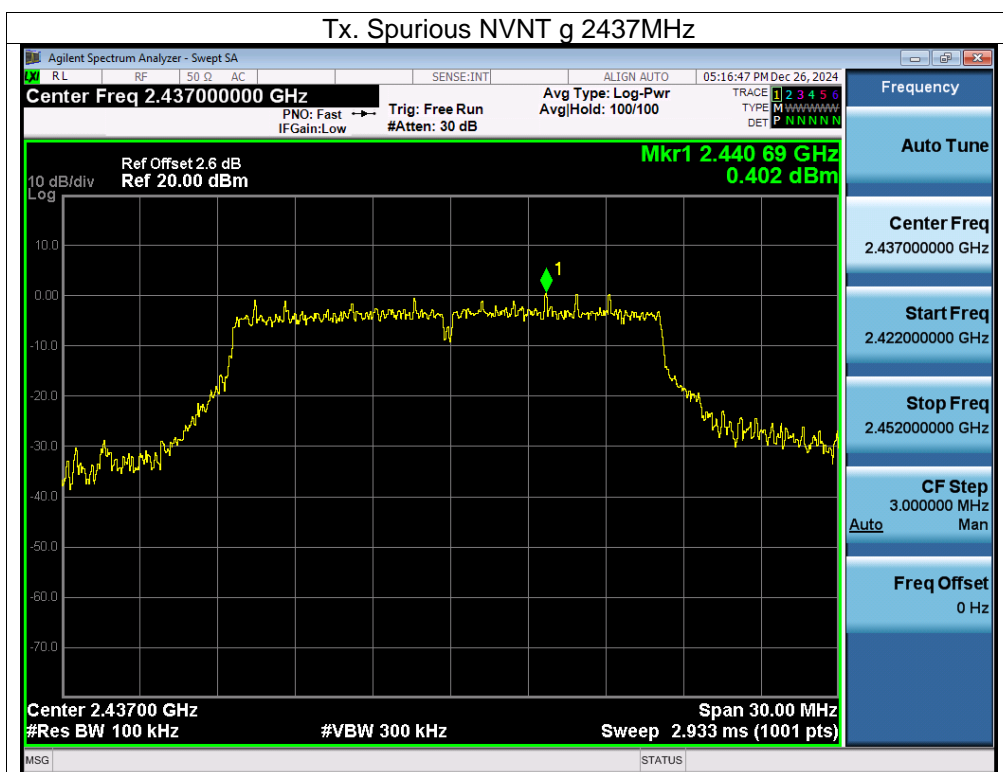 Tx. Spurious NVNT g 2437MHz
Agilent Spectrum Analyzer - Swept SA
LXI RL RF 50 Ω AC SENSE:INT ALIGN AUTO 05:16:47 PM Dec 26, 2024
Center Freq 2.437000000 GHz
PNO: Fast
IFGain:Low
Trig: Free Run
#Atten: 30 dB
Avg Type: Log-Pwr
Avg|Hold: 100/100
TRACE 1 2 3 4 5 6
TYPE M WWWWW
DET P N N N N N
Ref Offset 2.6 dB
Ref 20.00 dBm
10 dB/div
Log
Mkr1 2.440 69 GHz
0.402 dBm
10.0
0.00
-10.0
-20.0
-30.0
-40.0
-50.0
-60.0
-70.0
1
Center 2.43700 GHz
#Res BW 100 kHz
#VBW 300 kHz
Span 30.00 MHz
Sweep 2.933 ms (1001 pts)
MSG
STATUS
Frequency
Auto Tune
Center Freq
2.437000000 GHz
Start Freq
2.422000000 GHz
Stop Freq
2.452000000 GHz
CF Step
3.000000 MHz
Auto Man
Freq Offset
0 Hz